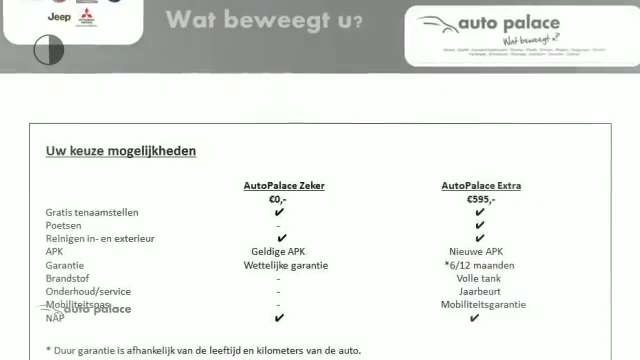 Jeep
MITSUBISHI
Wat beweegt u?
auto palace
Wat beweegt u?
Uw keuze mogelijkheden
AutoPalace Zeker AutoPalace Extra
€0,- €595,-
Gratis tenaamstellen ✔ ✔
Poetsen - ✔
Reinigen in- en exterieur ✔ ✔
APK Geldige APK Nieuwe APK
Garantie Wettelijke garantie *6/12 maanden
Brandstof - Volle tank
Onderhoud/service - Jaarbeurt
Mobiliteitspas - Mobiliteitsgarantie
auto palace
NAP ✔ ✔
* Duur garantie is afhankelijk van de leeftijd en kilometers van de auto.